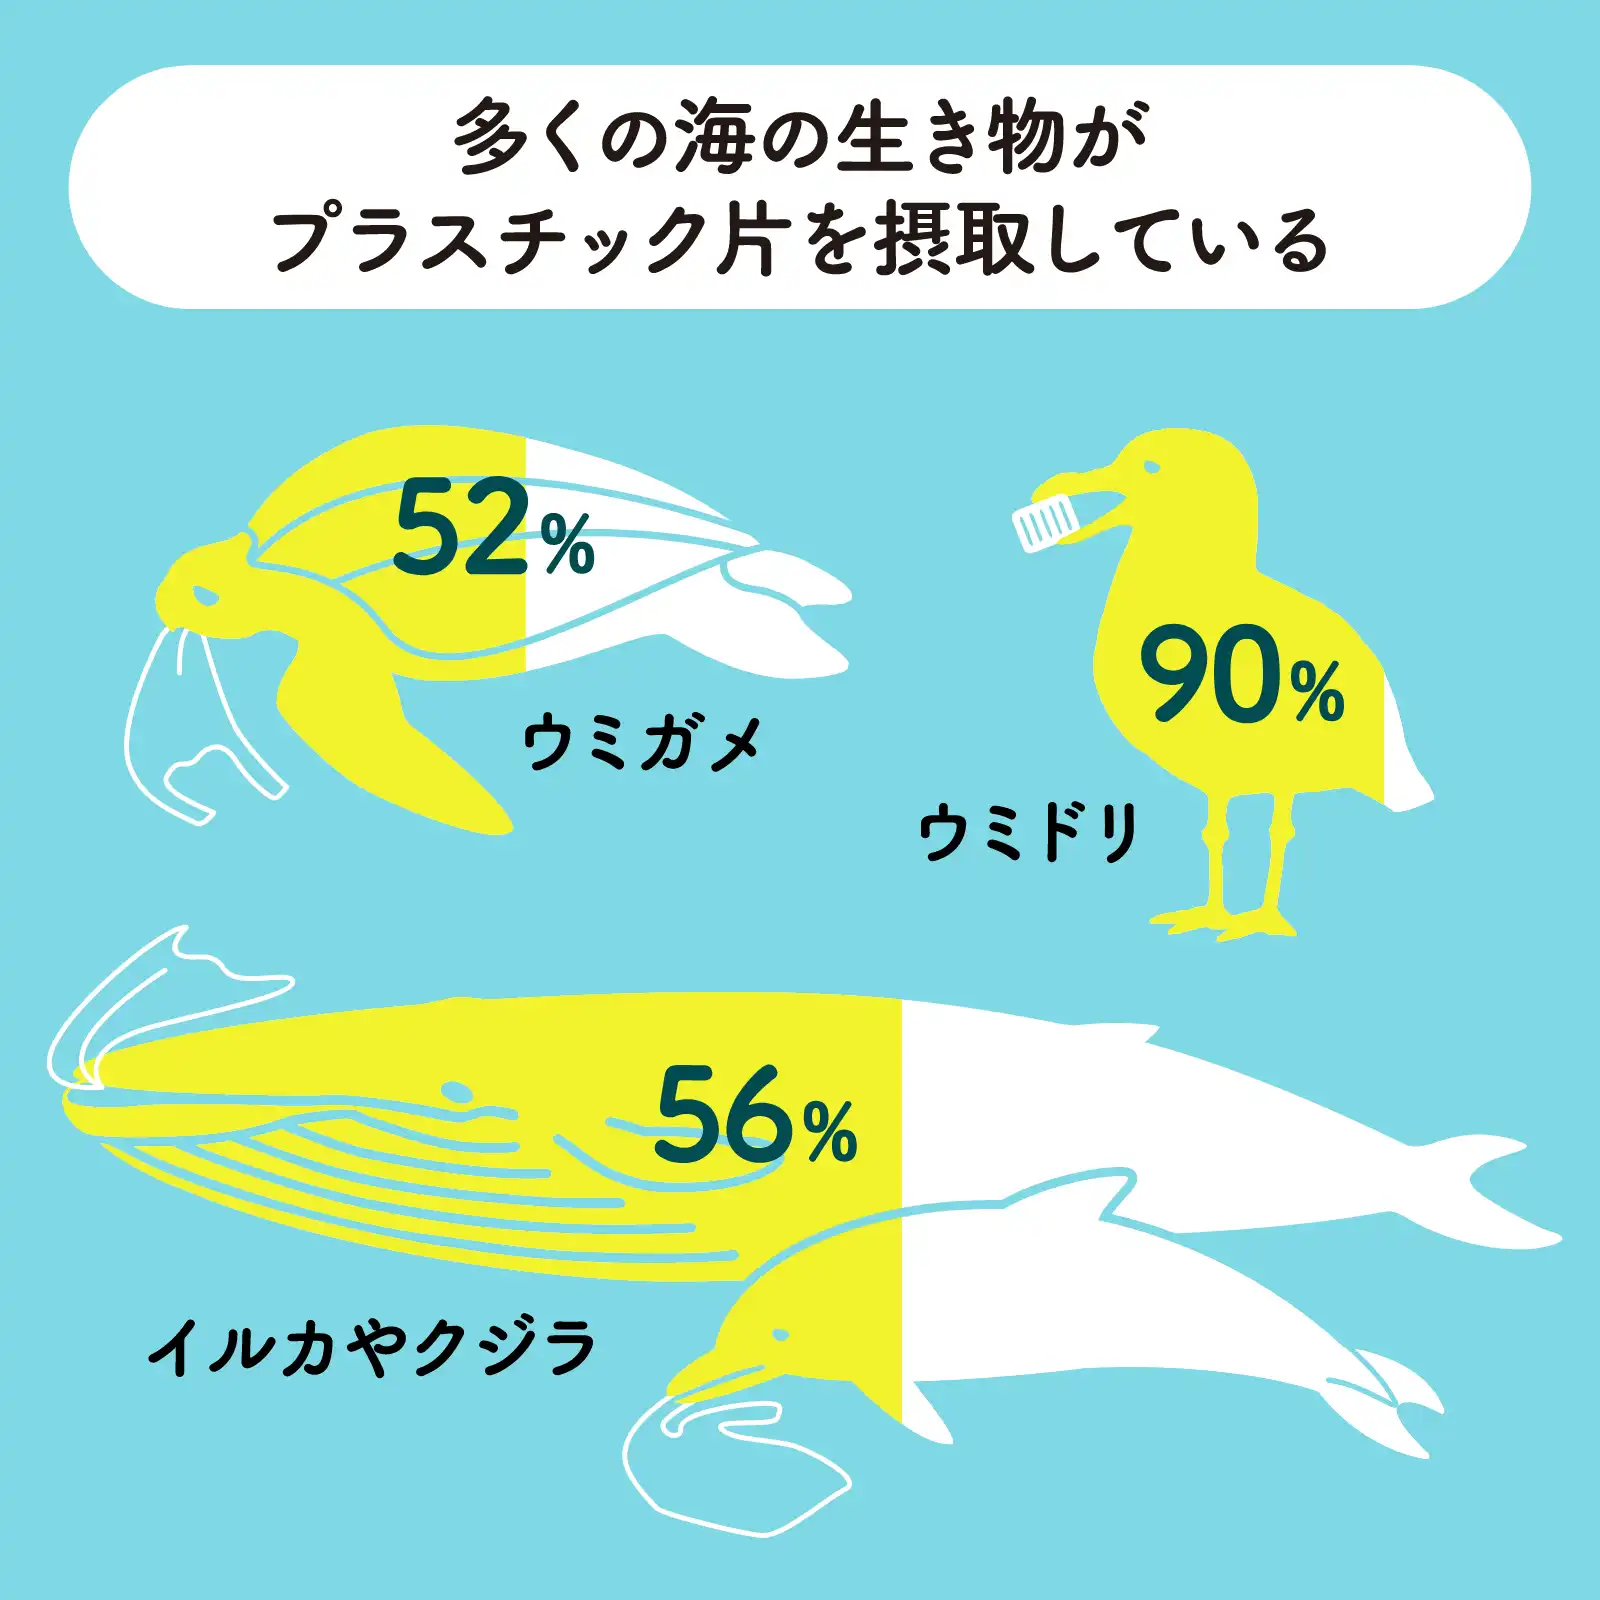 多くの海の生き物が
プラスチック片を摂取している
52%
ウミガメ
90%
ウミドリ
56%
イルカやクジラ